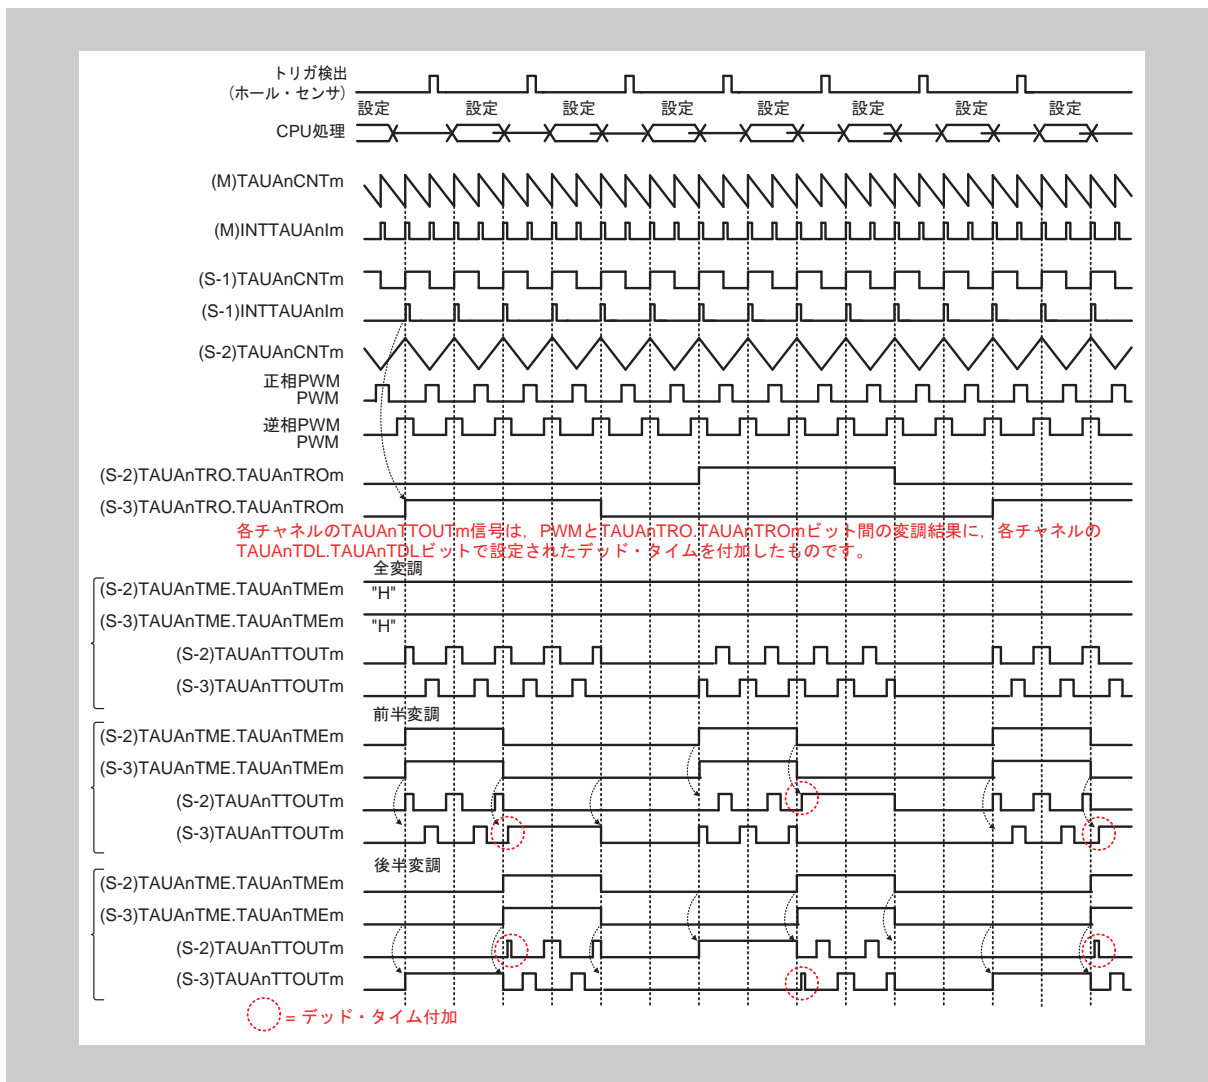 トリガ検出
(ホール・センサ)
設定 設定 設定 設定 設定 設定 設定 設定
CPU処理
(M)TAUAnCNTm
(M)INTTAUAnIm
(S-1)TAUAnCNTm
(S-1)INTTAUAnIm
(S-2)TAUAnCNTm
正相PWM
PWM
逆相PWM
PWM
(S-2)TAUAnTRO.TAUAnTROm
(S-3)TAUAnTRO.TAUAnTROm
各チャネルのTAUAnTTOUTm信号は，PWMとTAUAnTRO.TAUAnTROmビット間の変調結果に，各チャネルの
TAUAnTDL.TAUAnTDLビットで設定されたデッド・タイムを付加したものです。
全変調
(S-2)TAUAnTME.TAUAnTMEm "H"
(S-3)TAUAnTME.TAUAnTMEm "H"
(S-2)TAUAnTTOUTm
(S-3)TAUAnTTOUTm
前半変調
(S-2)TAUAnTME.TAUAnTMEm
(S-3)TAUAnTME.TAUAnTMEm
(S-2)TAUAnTTOUTm
(S-3)TAUAnTTOUTm
後半変調
(S-2)TAUAnTME.TAUAnTMEm
(S-3)TAUAnTME.TAUAnTMEm
(S-2)TAUAnTTOUTm
(S-3)TAUAnTTOUTm
= デッド・タイム付加